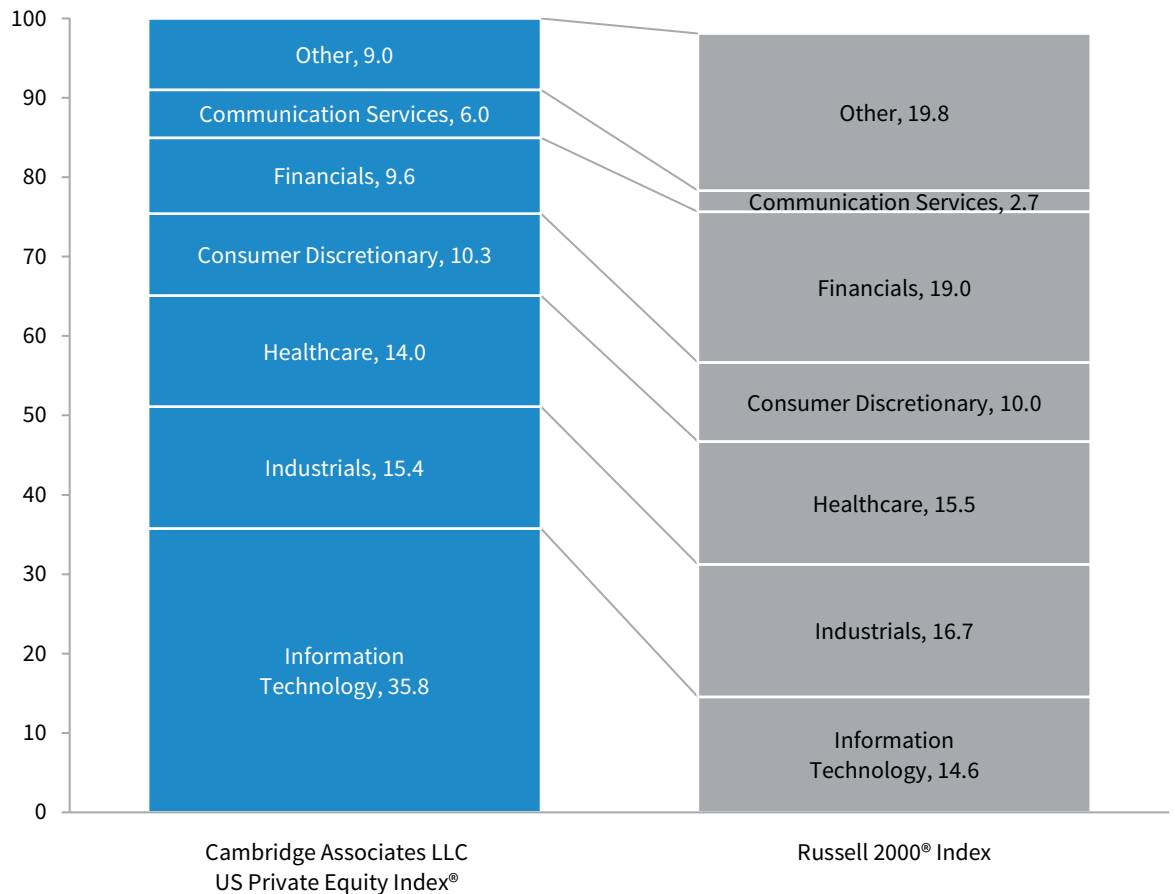 100
90
80
70
60
50
40
30
20
10
0
Other, 9.0
Communication Services, 6.0
Financials, 9.6
Consumer Discretionary, 10.3
Healthcare, 14.0
Industrials, 15.4
Information
Technology, 35.8
Other, 19.8
Communication Services, 2.7
Financials, 19.0
Consumer Discretionary, 10.0
Healthcare, 15.5
Industrials, 16.7
Information
Technology, 14.6
Cambridge Associates LLC
US Private Equity Index®
Russell 2000® Index